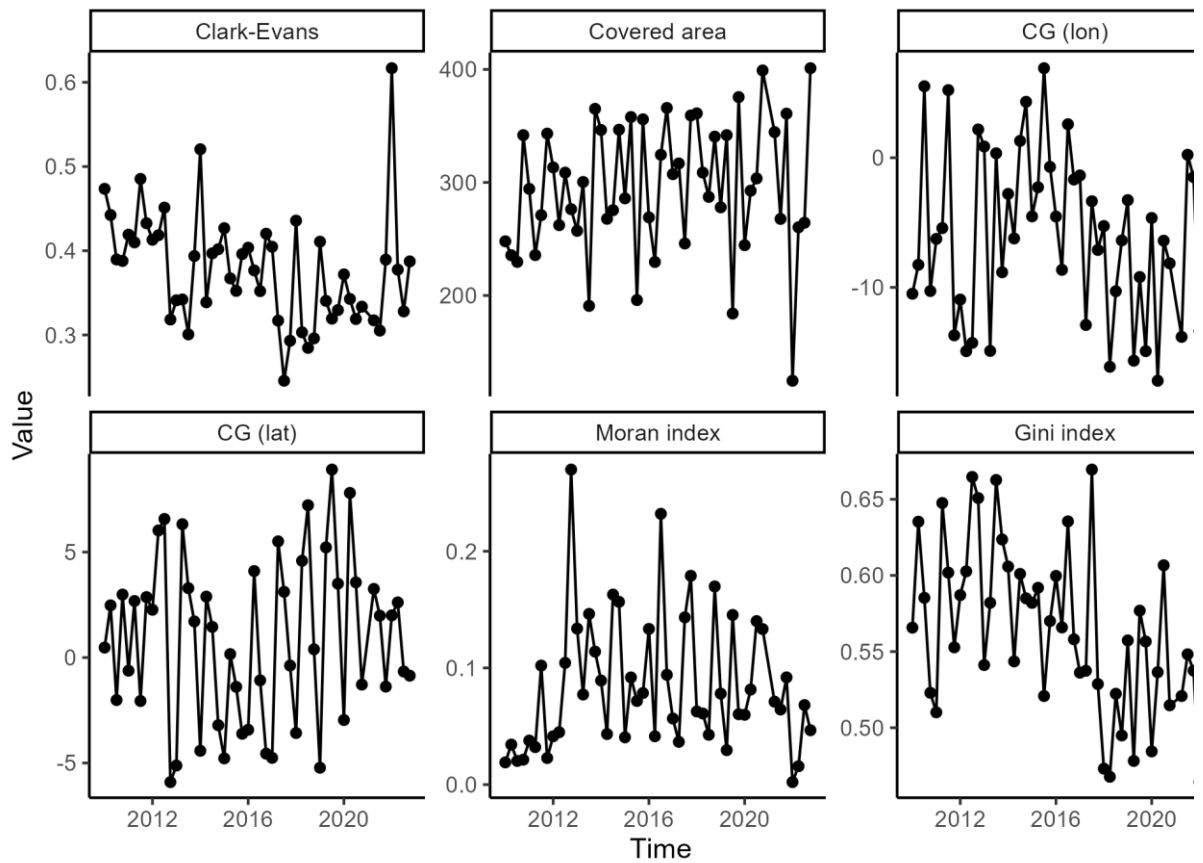 Clark-Evans
Covered area
CG (lon)
0.6
0.5
0.4
0.3
400
300
200
0
-10
Value
CG (lat)
Moran index
Gini index
5
0
-5
0.2
0.1
0.0
0.65
0.60
0.55
0.50
2012 2016 2020
2012 2016 2020
2012 2016 2020
Time